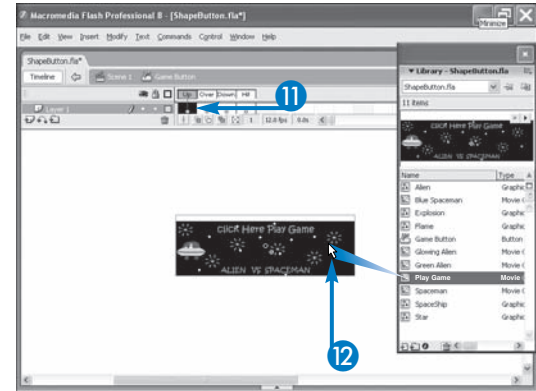 Macromedia Flash Professional 8 - [ShapeButton.fla*]
Minimize
File Edit View Insert Modify Text Commands Control Window Help
ShapeButton.fla*
Timeline Scene 1 Game Button
Up Over Down Hit
Layer 1
1 12.0 fps 0.0s
11
click Here Play Game
ALIEN VS SPACEMAN
12
Library - ShapeButton.fla
ShapeButton.fla
11 items
click Here Play Game
ALIEN VS SPACEMAN
Name Type
Alien Graphic
Blue Spaceman Movie C
Explosion Graphic
Flame Graphic
Game Button Button
Glowing Alien Movie C
Green Alien Movie C
Play Game Movie C
Spaceman Movie C
SpaceShip Graphic
Star Graphic